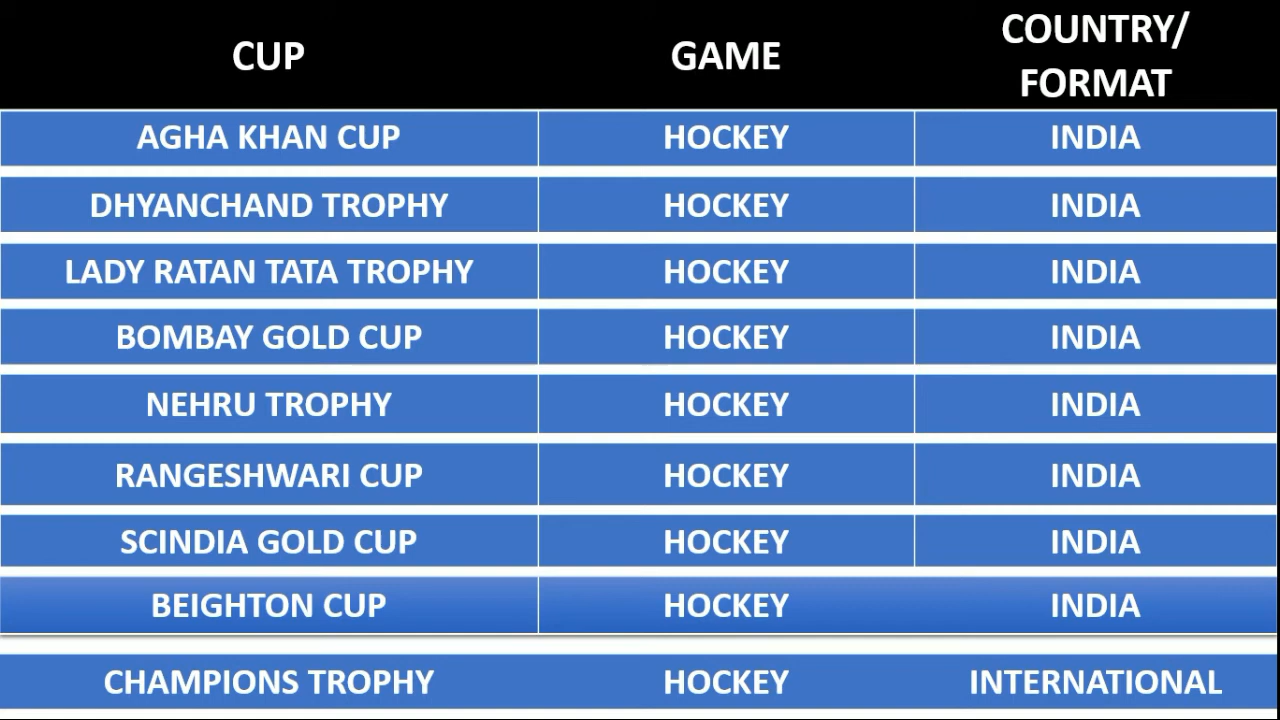 CUP GAME COUNTRY/
FORMAT
AGHA KHAN CUP HOCKEY INDIA
DHYANCHAND TROPHY HOCKEY INDIA
LADY RATAN TATA TROPHY HOCKEY INDIA
BOMBAY GOLD CUP HOCKEY INDIA
NEHRU TROPHY HOCKEY INDIA
RANGESHWARI CUP HOCKEY INDIA
SCINDIA GOLD CUP HOCKEY INDIA
BEIGHTON CUP HOCKEY INDIA
CHAMPIONS TROPHY HOCKEY INTERNATIONAL